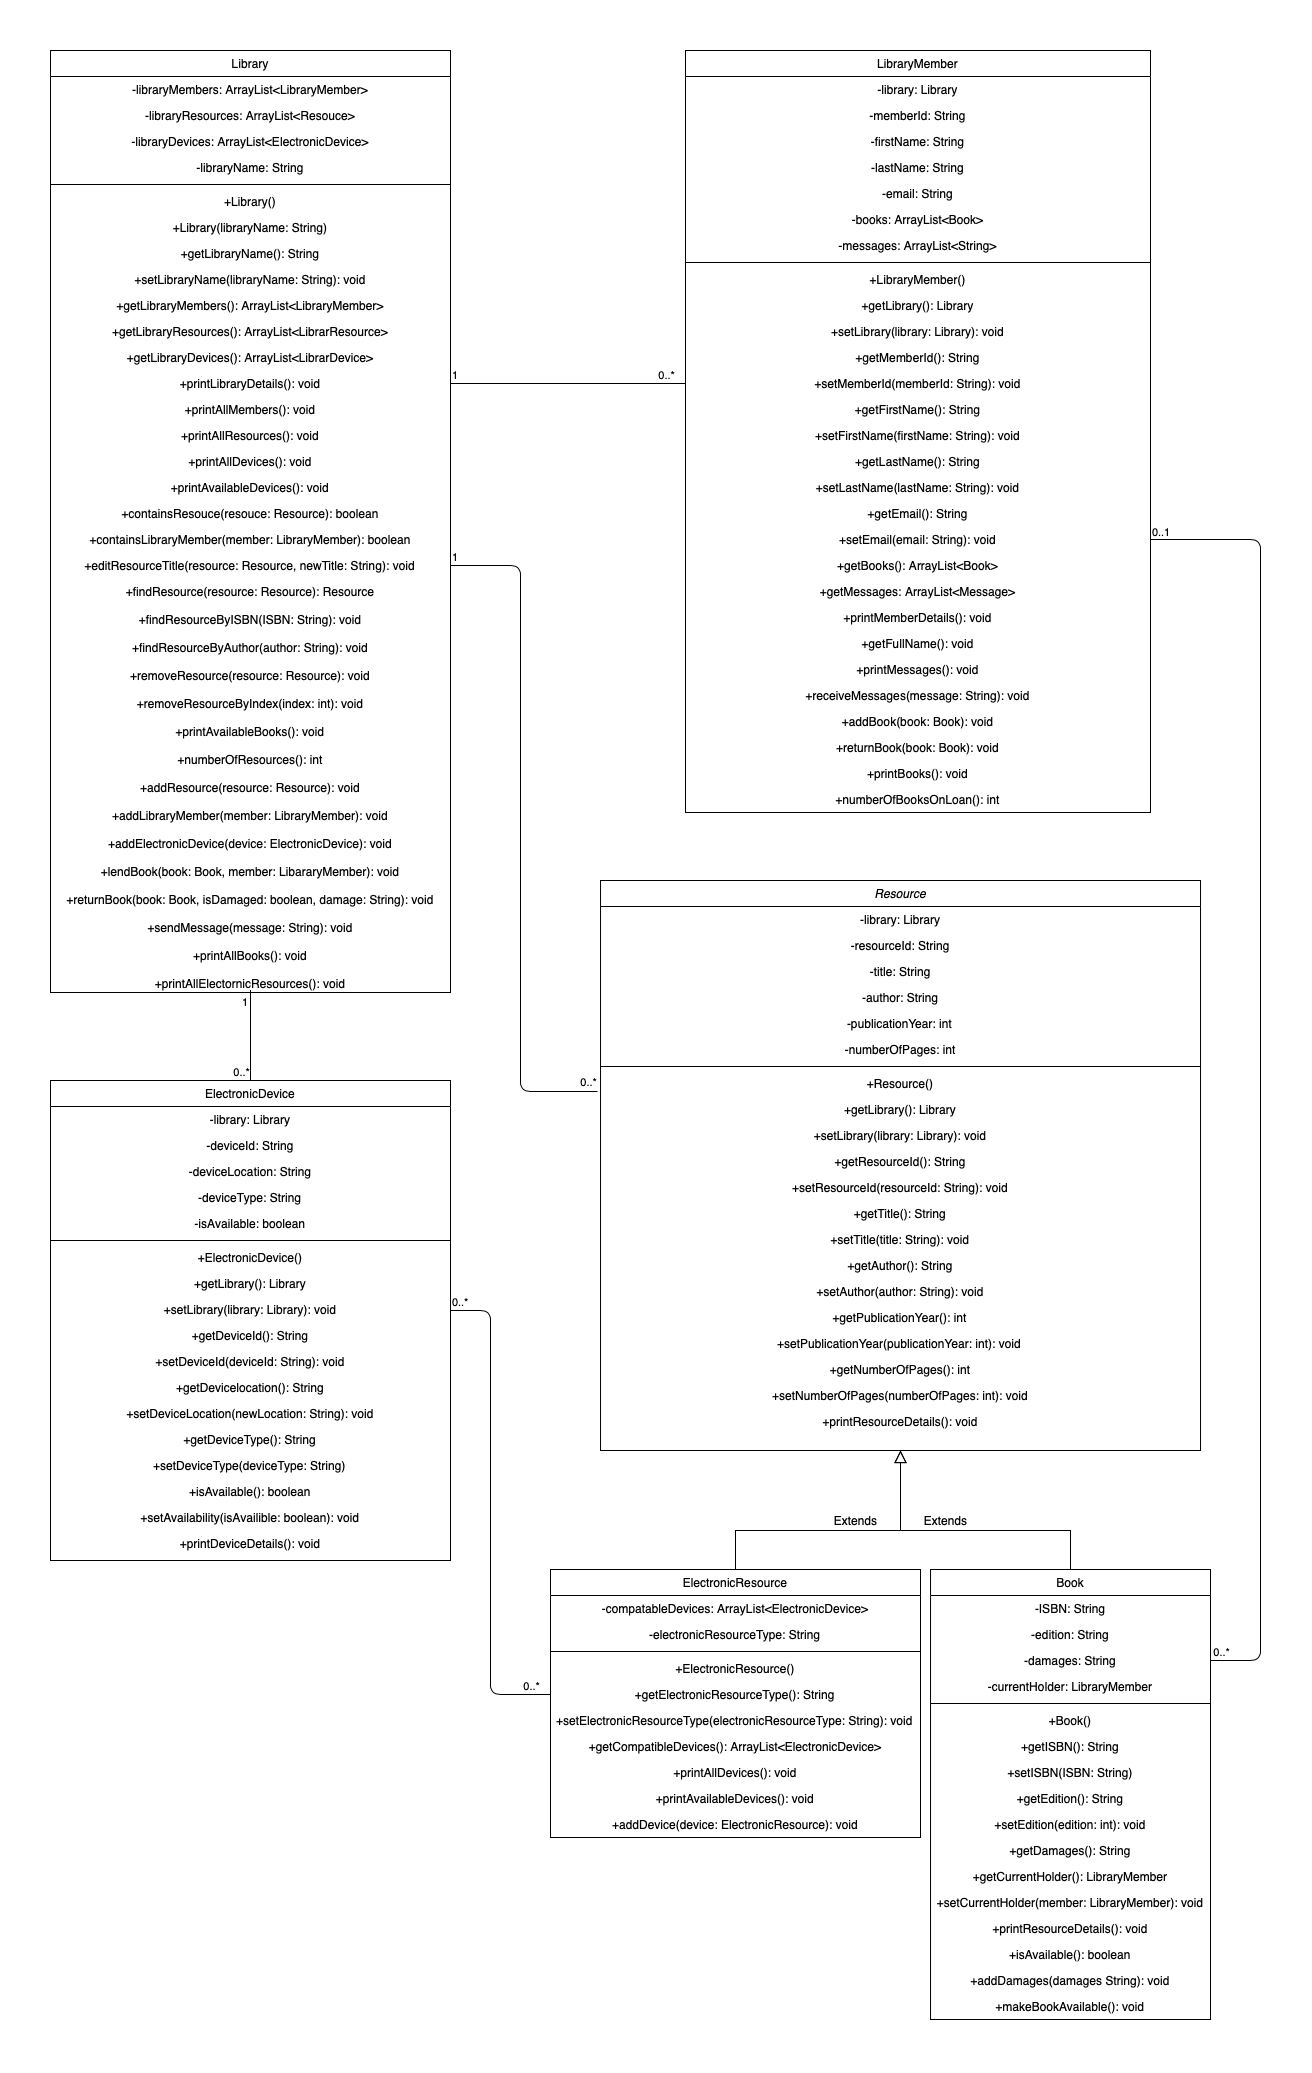 Library
-libraryMembers: ArrayList<LibraryMember>
-libraryResources: ArrayList<Resouce>
-libraryDevices: ArrayList<ElectronicDevice>
-libraryName: String
+Library()
+Library(libraryName: String)
+getLibraryName(): String
+setLibraryName(libraryName: String): void
+getLibraryMembers(): ArrayList<LibraryMember>
+getLibraryResources(): ArrayList<LibrarResource>
+getLibraryDevices(): ArrayList<LibrarDevice>
+printLibraryDetails(): void
+printAllMembers(): void
+printAllResources(): void
+printAllDevices(): void
+printAvailableDevices(): void
+containsResouce(resouce: Resource): boolean
+containsLibraryMember(member: LibraryMember): boolean
+editResourceTitle(resource: Resource, newTitle: String): void
+findResource(resource: Resource): Resource
+findResourceByISBN(ISBN: String): void
+findResourceByAuthor(author: String): void
+removeResource(resource: Resource): void
+removeResourceByIndex(index: int): void
+printAvailableBooks(): void
+numberOfResources(): int
+addResource(resource: Resource): void
+addLibraryMember(member: LibraryMember): void
+addElectronicDevice(device: ElectronicDevice): void
+lendBook(book: Book, member: LibararyMember): void
+returnBook(book: Book, isDamaged: boolean, damage: String): void
+sendMessage(message: String): void
+printAllBooks(): void
+printAllElectornicResources(): void
1
0..*
1
0..*
1
0..*
LibraryMember
-library: Library
-memberId: String
-firstName: String
-lastName: String
-email: String
-books: ArrayList<Book>
-messages: ArrayList<String>
+LibraryMember()
+getLibrary(): Library
+setLibrary(library: Library): void
+getMemberId(): String
+setMemberId(memberId: String): void
+getFirstName(): String
+setFirstName(firstName: String): void
+getLastName(): String
+setLastName(lastName: String): void
+getEmail(): String
+setEmail(email: String): void
+getBooks(): ArrayList<Book>
+getMessages: ArrayList<Message>
+printMemberDetails(): void
+getFullName(): void
+printMessages(): void
+receiveMessages(message: String): void
+addBook(book: Book): void
+returnBook(book: Book): void
+printBooks(): void
+numberOfBooksOnLoan(): int
0..1
0..*
Resource
-library: Library
-resourceId: String
-title: String
-author: String
-publicationYear: int
-numberOfPages: int
+Resource()
+getLibrary(): Library
+setLibrary(library: Library): void
+getResourceId(): String
+setResourceId(resourceId: String): void
+getTitle(): String
+setTitle(title: String): void
+getAuthor(): String
+setAuthor(author: String): void
+getPublicationYear(): int
+setPublicationYear(publicationYear: int): void
+getNumberOfPages(): int
+setNumberOfPages(numberOfPages: int): void
+printResourceDetails(): void
Extends
Extends
ElectronicDevice
-library: Library
-deviceId: String
-deviceLocation: String
-deviceType: String
-isAvailable: boolean
+ElectronicDevice()
+getLibrary(): Library
+setLibrary(library: Library): void
+getDeviceId(): String
+setDeviceId(deviceId: String): void
+getDevicelocation(): String
+setDeviceLocation(newLocation: String): void
+getDeviceType(): String
+setDeviceType(deviceType: String)
+isAvailable(): boolean
+setAvailability(isAvailible: boolean): void
+printDeviceDetails(): void
0..*
0..*
ElectronicResource
-compatableDevices: ArrayList<ElectronicDevice>
-electronicResourceType: String
+ElectronicResource()
+getElectronicResourceType(): String
+setElectronicResourceType(electronicResourceType: String): void
+getCompatibleDevices(): ArrayList<ElectronicDevice>
+printAllDevices(): void
+printAvailableDevices(): void
+addDevice(device: ElectronicResource): void
Book
-ISBN: String
-edition: String
-damages: String
-currentHolder: LibraryMember
+Book()
+getISBN(): String
+setISBN(ISBN: String)
+getEdition(): String
+setEdition(edition: int): void
+getDamages(): String
+getCurrentHolder(): LibraryMember
+setCurrentHolder(member: LibraryMember): void
+printResourceDetails(): void
+isAvailable(): boolean
+addDamages(damages String): void
+makeBookAvailable(): void